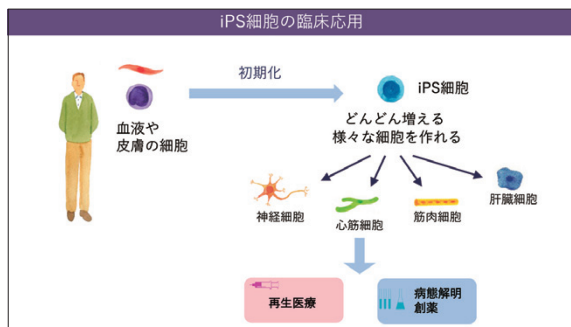 iPS細胞の臨床応用
初期化
iPS細胞
血液や
皮膚の細胞
どんどん増える
様々な細胞を作れる
神経細胞
心筋細胞
筋肉細胞
肝臓細胞
再生医療
病態解明
創薬